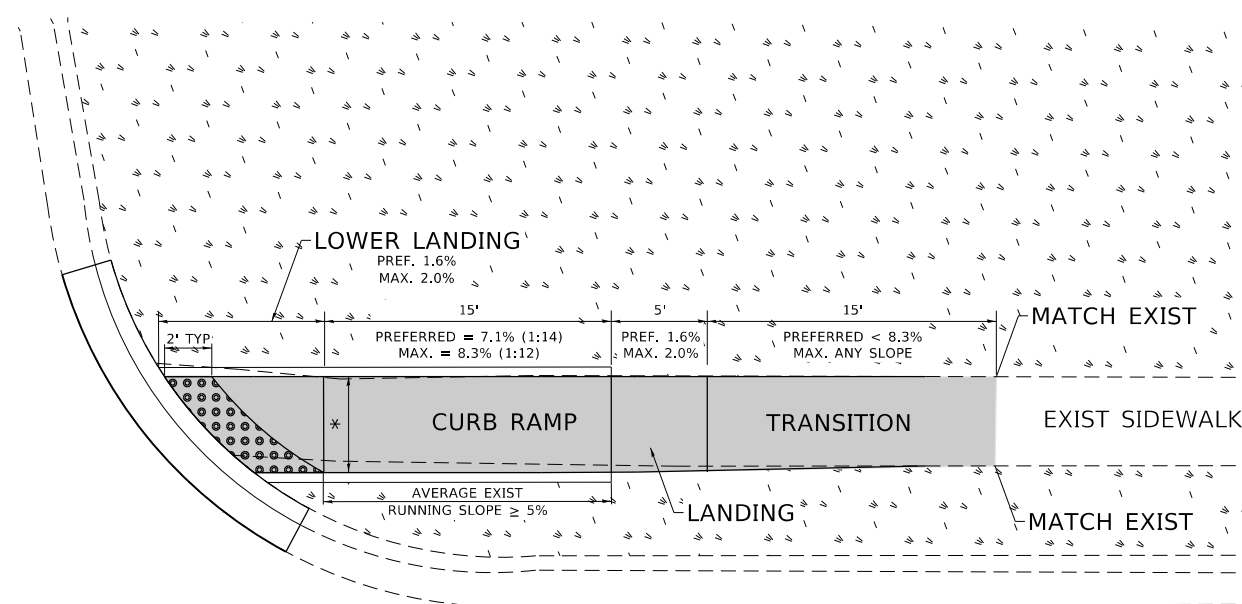 LOWER LANDING
PREF. 1.6%
MAX. 2.0%
15'
5'
15'
MATCH EXIST
2' TYP
PREFERRED = 7.1% (1:14)
MAX. = 8.3% (1:12)
PREF. 1.6%
MAX. 2.0%
PREFERRED < 8.3%
MAX. ANY SLOPE
*
CURB RAMP
TRANSITION
EXIST SIDEWALK
AVERAGE EXIST
RUNNING SLOPE ≥ 5%
LANDING
MATCH EXIST